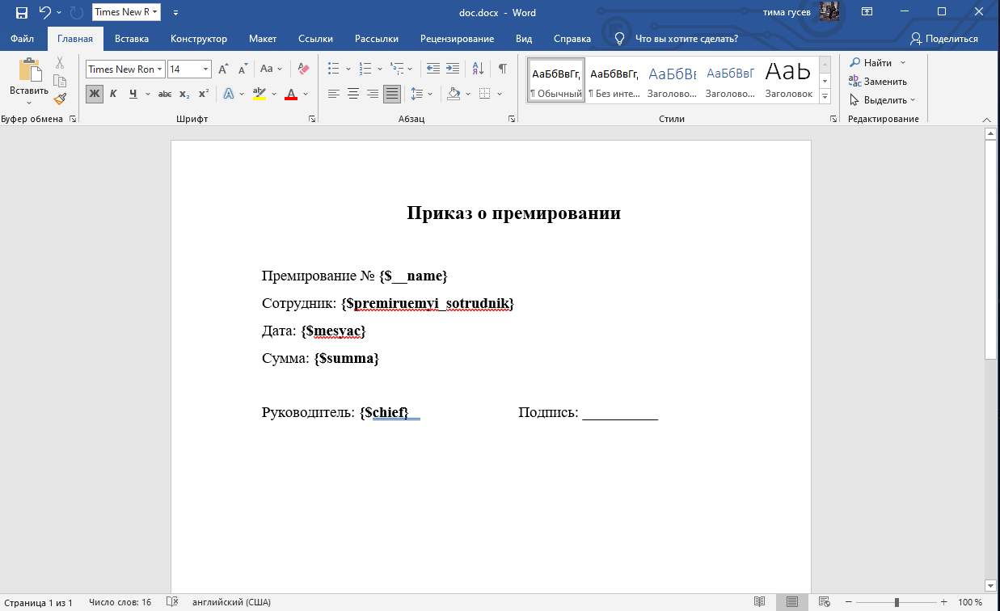 Times New R
doc.docx - Word
тима гусев
Файл Главная Вставка Конструктор Макет Ссылки Рассылки Рецензирование Вид Справка Что вы хотите сделать? Поделиться
Вставить
Times New Ron 14 Aa
Ж К Ч abc x₂ x² A aby A
АаБбВвГг, АаБбВвГг, АаБбВı АаБбВвГ АаЬ
¶ Обычный ¶ Без инте... Заголово... Заголово... Заголовок
Найти
Заменить
Выделить
Буфер обмена Шрифт Абзац Стили Редактирование
Приказ о премировании
Премирование № {$__name}
Сотрудник: {$premiruemyi_sotrudnik}
Дата: {$mesyac}
Сумма: {$summa}
Руководитель: {$chief}_ Подпись: __________
Страница 1 из 1 Число слов: 16 английский (США) 100 %